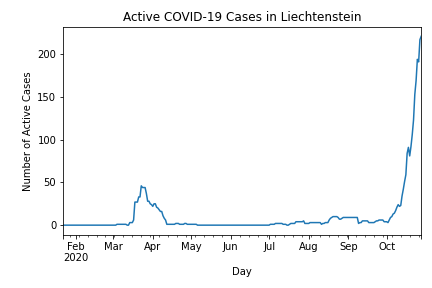 Active COVID-19 Cases in Liechtenstein
Number of Active Cases
200
150
100
50
0
Feb Mar Apr May Jun Jul Aug Sep Oct
2020
Day